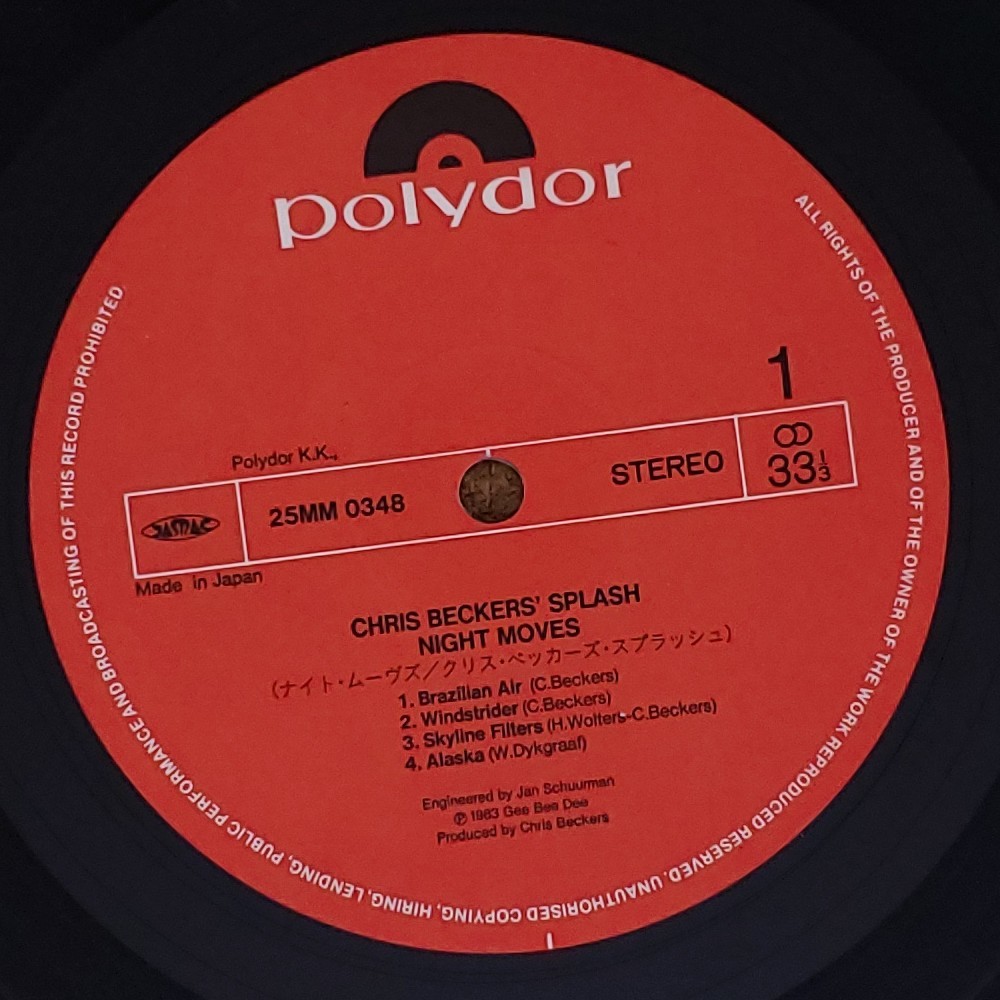 polydor
ALL RIGHTS OF THE PRODUCER AND OF THE OWNER OF THE WORK REPRODUCED RESERVED. UNAUTHORISED COPYING, HIRING, LENDING, PUBLIC PERFORMANCE AND BROADCASTING OF THIS RECORD PROHIBITED
1
Polydor K.K.,
JASRAC 25MM 0348 STEREO 33⅓
Made in Japan
CHRIS BECKERS' SPLASH
NIGHT MOVES
(ナイト・ムーヴズ/クリス・ベッカーズ・スプラッシュ)
1. Brazilian Air (C.Beckers)
2. Windstrider (C.Beckers)
3. Skyline Filters (H.Wolters-C.Beckers)
4. Alaska (W.Dykgraaf)
Engineered by Jan Schuurman
℗ 1983 Gee Bee Dee
Produced by Chris Beckers